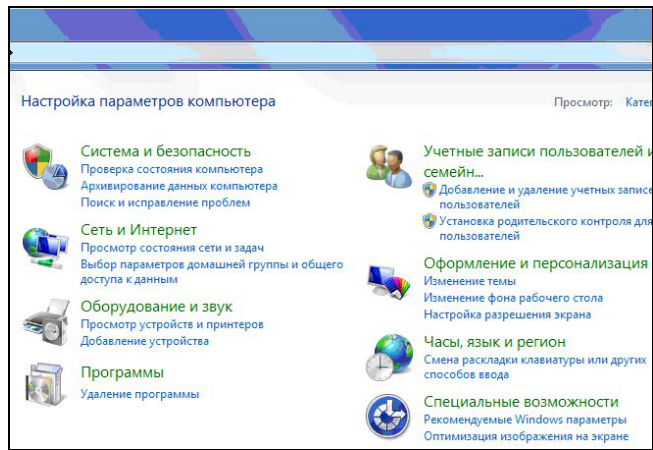 Настройка параметров компьютера
Просмотр:
Система и безопасность
Проверка состояния компьютера
Архивирование данных компьютера
Поиск и исправление проблем
Сеть и Интернет
Просмотр состояния сети и задач
Выбор параметров домашней группы и общего
доступа к данным
Оборудование и звук
Просмотр устройств и принтеров
Добавление устройства
Программы
Удаление программы
Учетные записи пользователей и
семейн...
Добавление и удаление учетных записе
пользователей
Установка родительского контроля для
пользователей
Оформление и персонализация
Изменение темы
Изменение фона рабочего стола
Настройка разрешения экрана
Часы, язык и регион
Смена раскладки клавиатуры или других
способов ввода
Специальные возможности
Рекомендуемые Windows параметры
Оптимизация изображения на экране